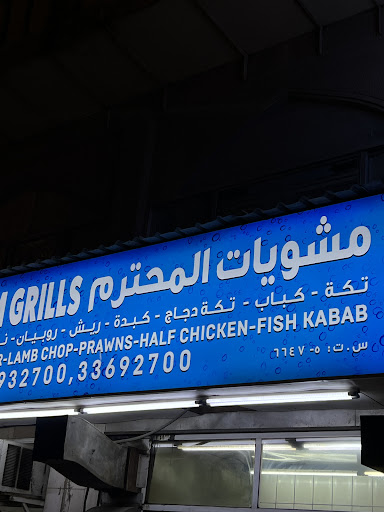 مشويات المحترم GRILLS
تكة - كباب - تكة دجاج - كبدة - ريش - روبيان -
-LAMB CHOP-PRAWNS-HALF CHICKEN-FISH KABAB
932700,33692700
س.ت: ٥-٦٦٤٧